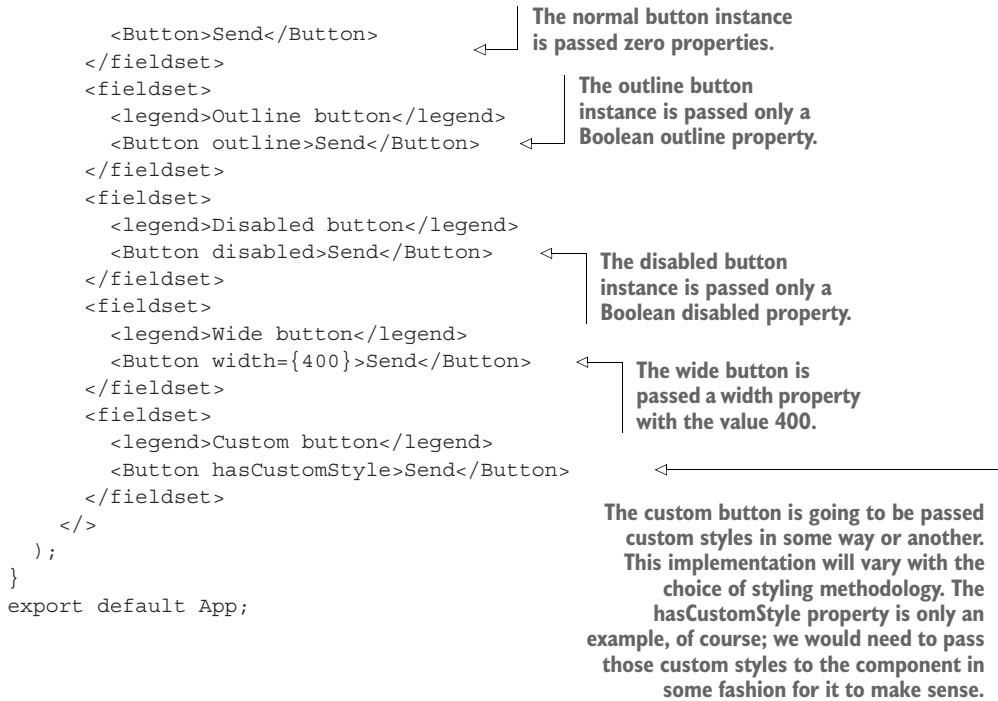 <Button>Send</Button>
</fieldset>
<fieldset>
<legend>Outline button</legend>
<Button outline>Send</Button>
</fieldset>
<fieldset>
<legend>Disabled button</legend>
<Button disabled>Send</Button>
</fieldset>
<fieldset>
<legend>Wide button</legend>
<Button width={400}>Send</Button>
</fieldset>
<fieldset>
<legend>Custom button</legend>
<Button hasCustomStyle>Send</Button>
</fieldset>
</>
);
}
export default App;
The normal button instance
is passed zero properties.
The outline button
instance is passed only a
Boolean outline property.
The disabled button
instance is passed only a
Boolean disabled property.
The wide button is
passed a width property
with the value 400.
The custom button is going to be passed
custom styles in some way or another.
This implementation will vary with the
choice of styling methodology. The
hasCustomStyle property is only an
example, of course; we would need to pass
those custom styles to the component in
some fashion for it to make sense.